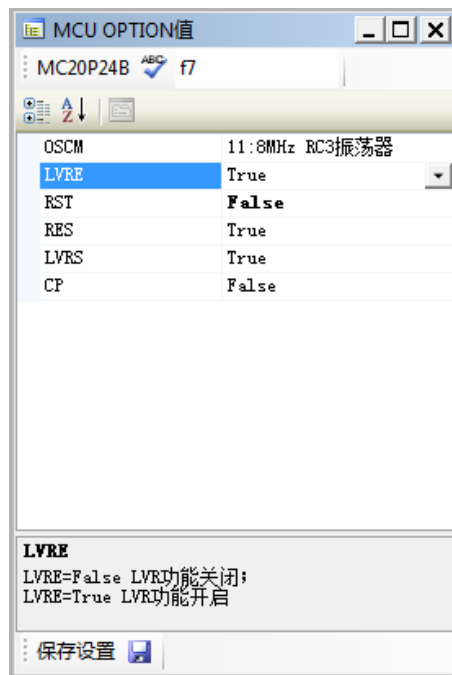 MCU OPTION值
MC20P24B ABC f7
A
Z
OSCM 11:8MHz RC3振荡器
LVRE True
RST False
RES True
LVRS True
CP False
LVRE
LVRE=False LVR功能关闭;
LVRE=True LVR功能开启
保存设置